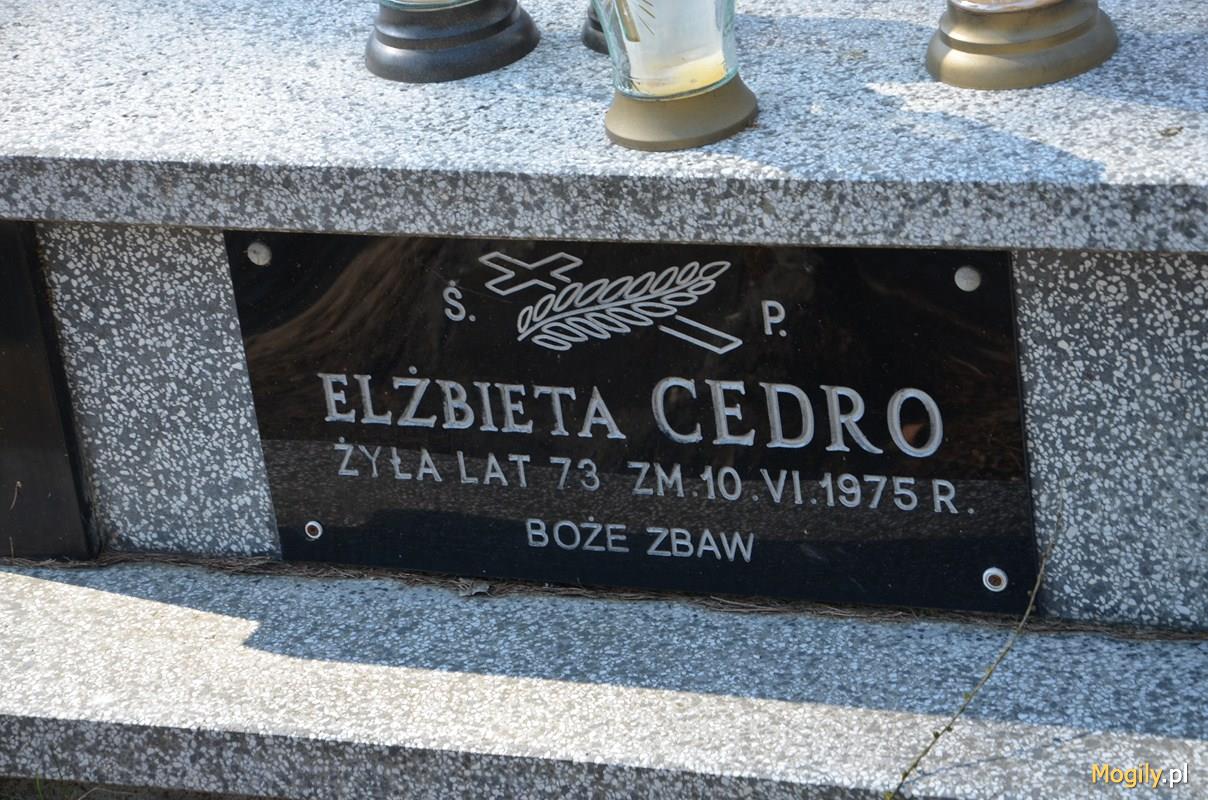 Ś. P.
ELŻBIETA CEDRO
ŻYŁA LAT 73 ZM. 10. VI. 1975 R.
BOŻE ZBAW
Mogily.pl